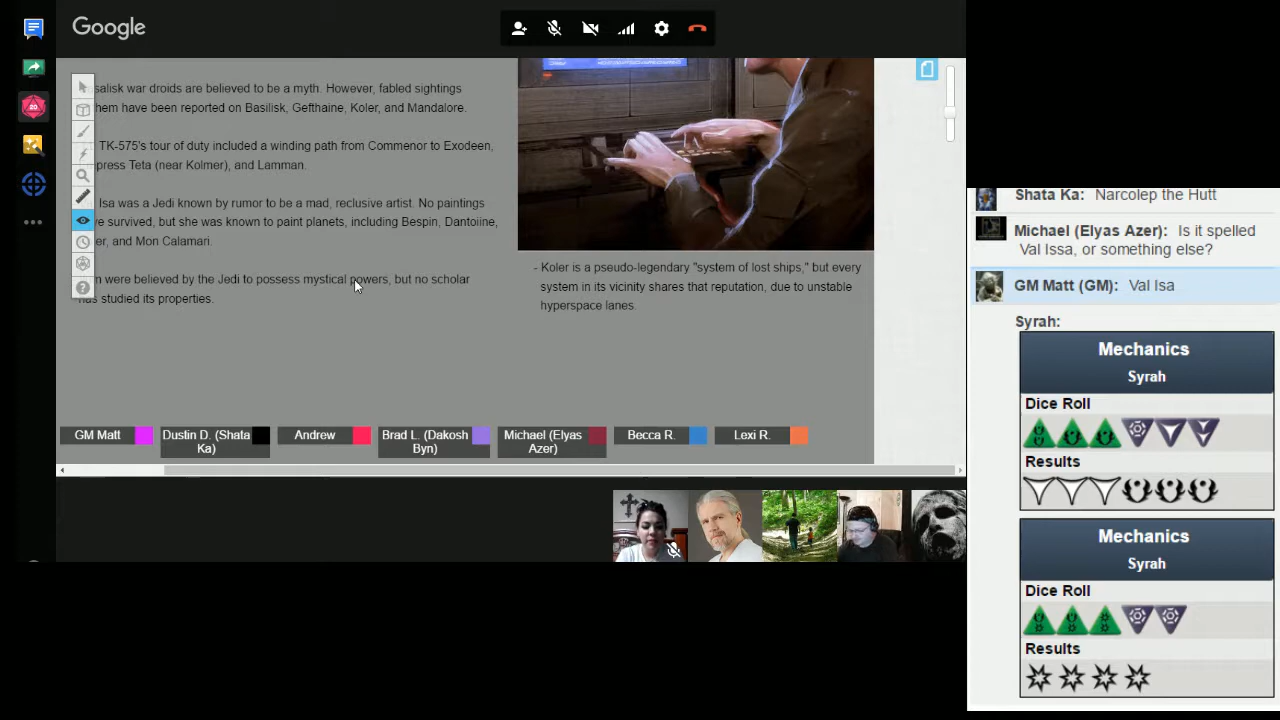 Google
salisk war droids are believed to be a myth. However, fabled sightings
hem have been reported on Basilisk, Gefthaine, Koler, and Mandalore.
TK-575's tour of duty included a winding path from Commenor to Exodeen,
press Teta (near Kolmer), and Lamman.
Isa was a Jedi known by rumor to be a mad, reclusive artist. No paintings
ve survived, but she was known to paint planets, including Bespin, Dantoiine,
er, and Mon Calamari.
n were believed by the Jedi to possess mystical powers, but no scholar
has studied its properties.
- Koler is a pseudo-legendary "system of lost ships," but every
system in its vicinity shares that reputation, due to unstable
hyperspace lanes.
GM Matt
Dustin D. (Shata
Ka)
Andrew
Brad L. (Dakosh
Byn)
Michael (Elyas
Azer)
Becca R.
Lexi R.
Shata Ka: Narcolep the Hutt
Michael (Elyas Azer): Is it spelled
Val Issa, or something else?
GM Matt (GM): Val Isa
Syrah:
Mechanics
Syrah
Dice Roll
Results
Mechanics
Syrah
Dice Roll
Results